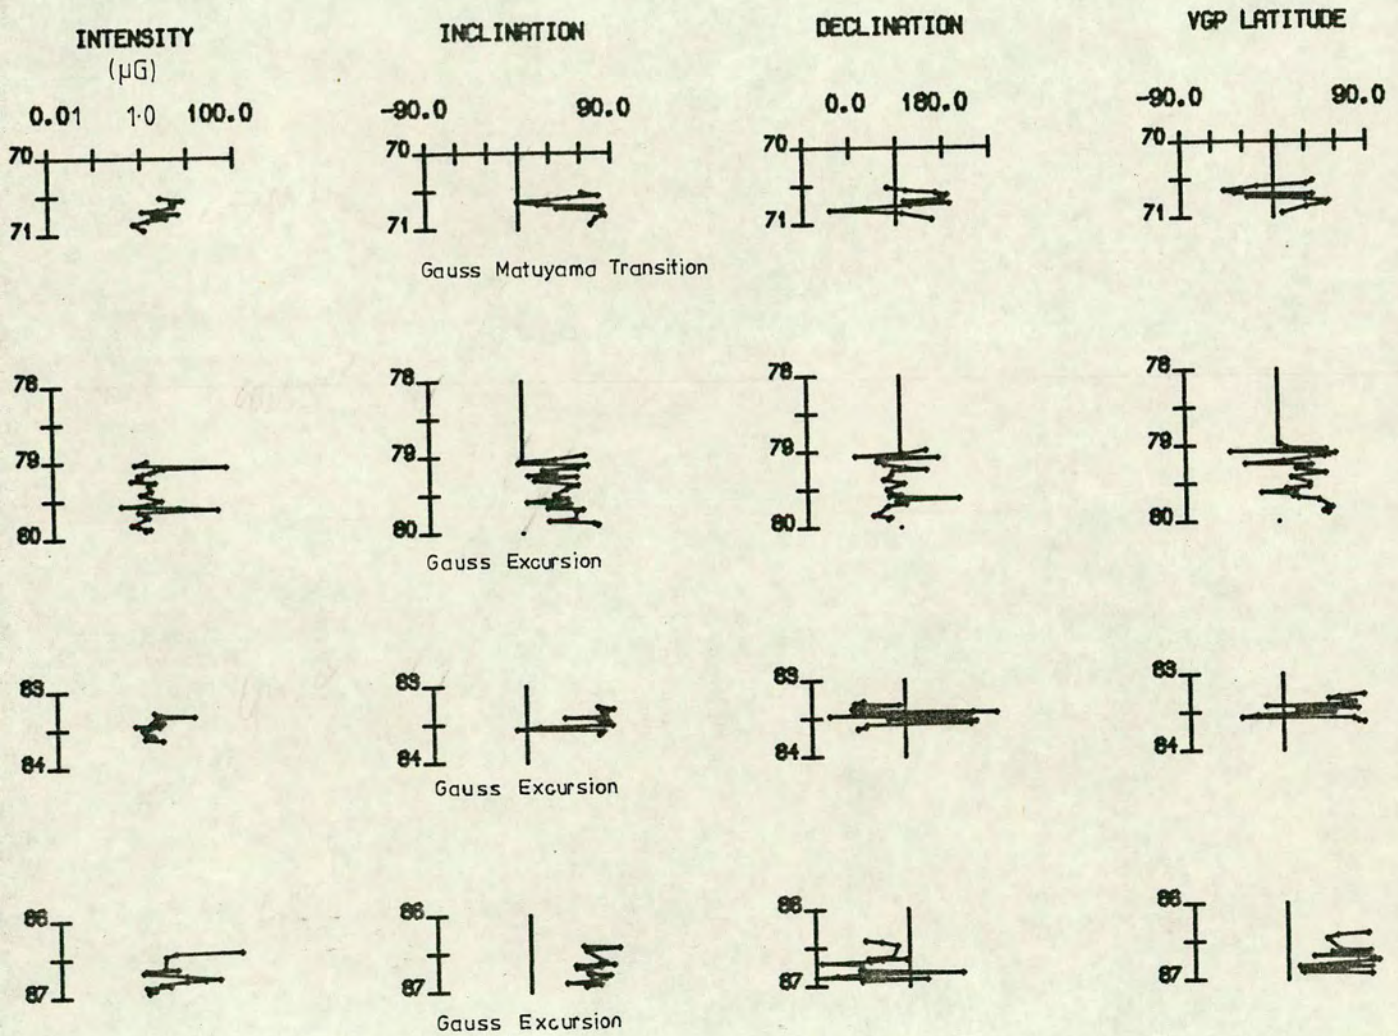 INTENSITY INCLINATION DECLINATION VGP LATITUDE
(μG)
0.01 1·0 100.0 -90.0 90.0 0.0 180.0 -90.0 90.0
70 70 70 70
71 71 71 71
Gauss Matuyama Transition
78 78 78 78
79 79 79 79
80 80 80 80
Gauss Excursion
83 83 83 83
84 84 84 84
Gauss Excursion
86 86 86 86
87 87 87 87
Gauss Excursion